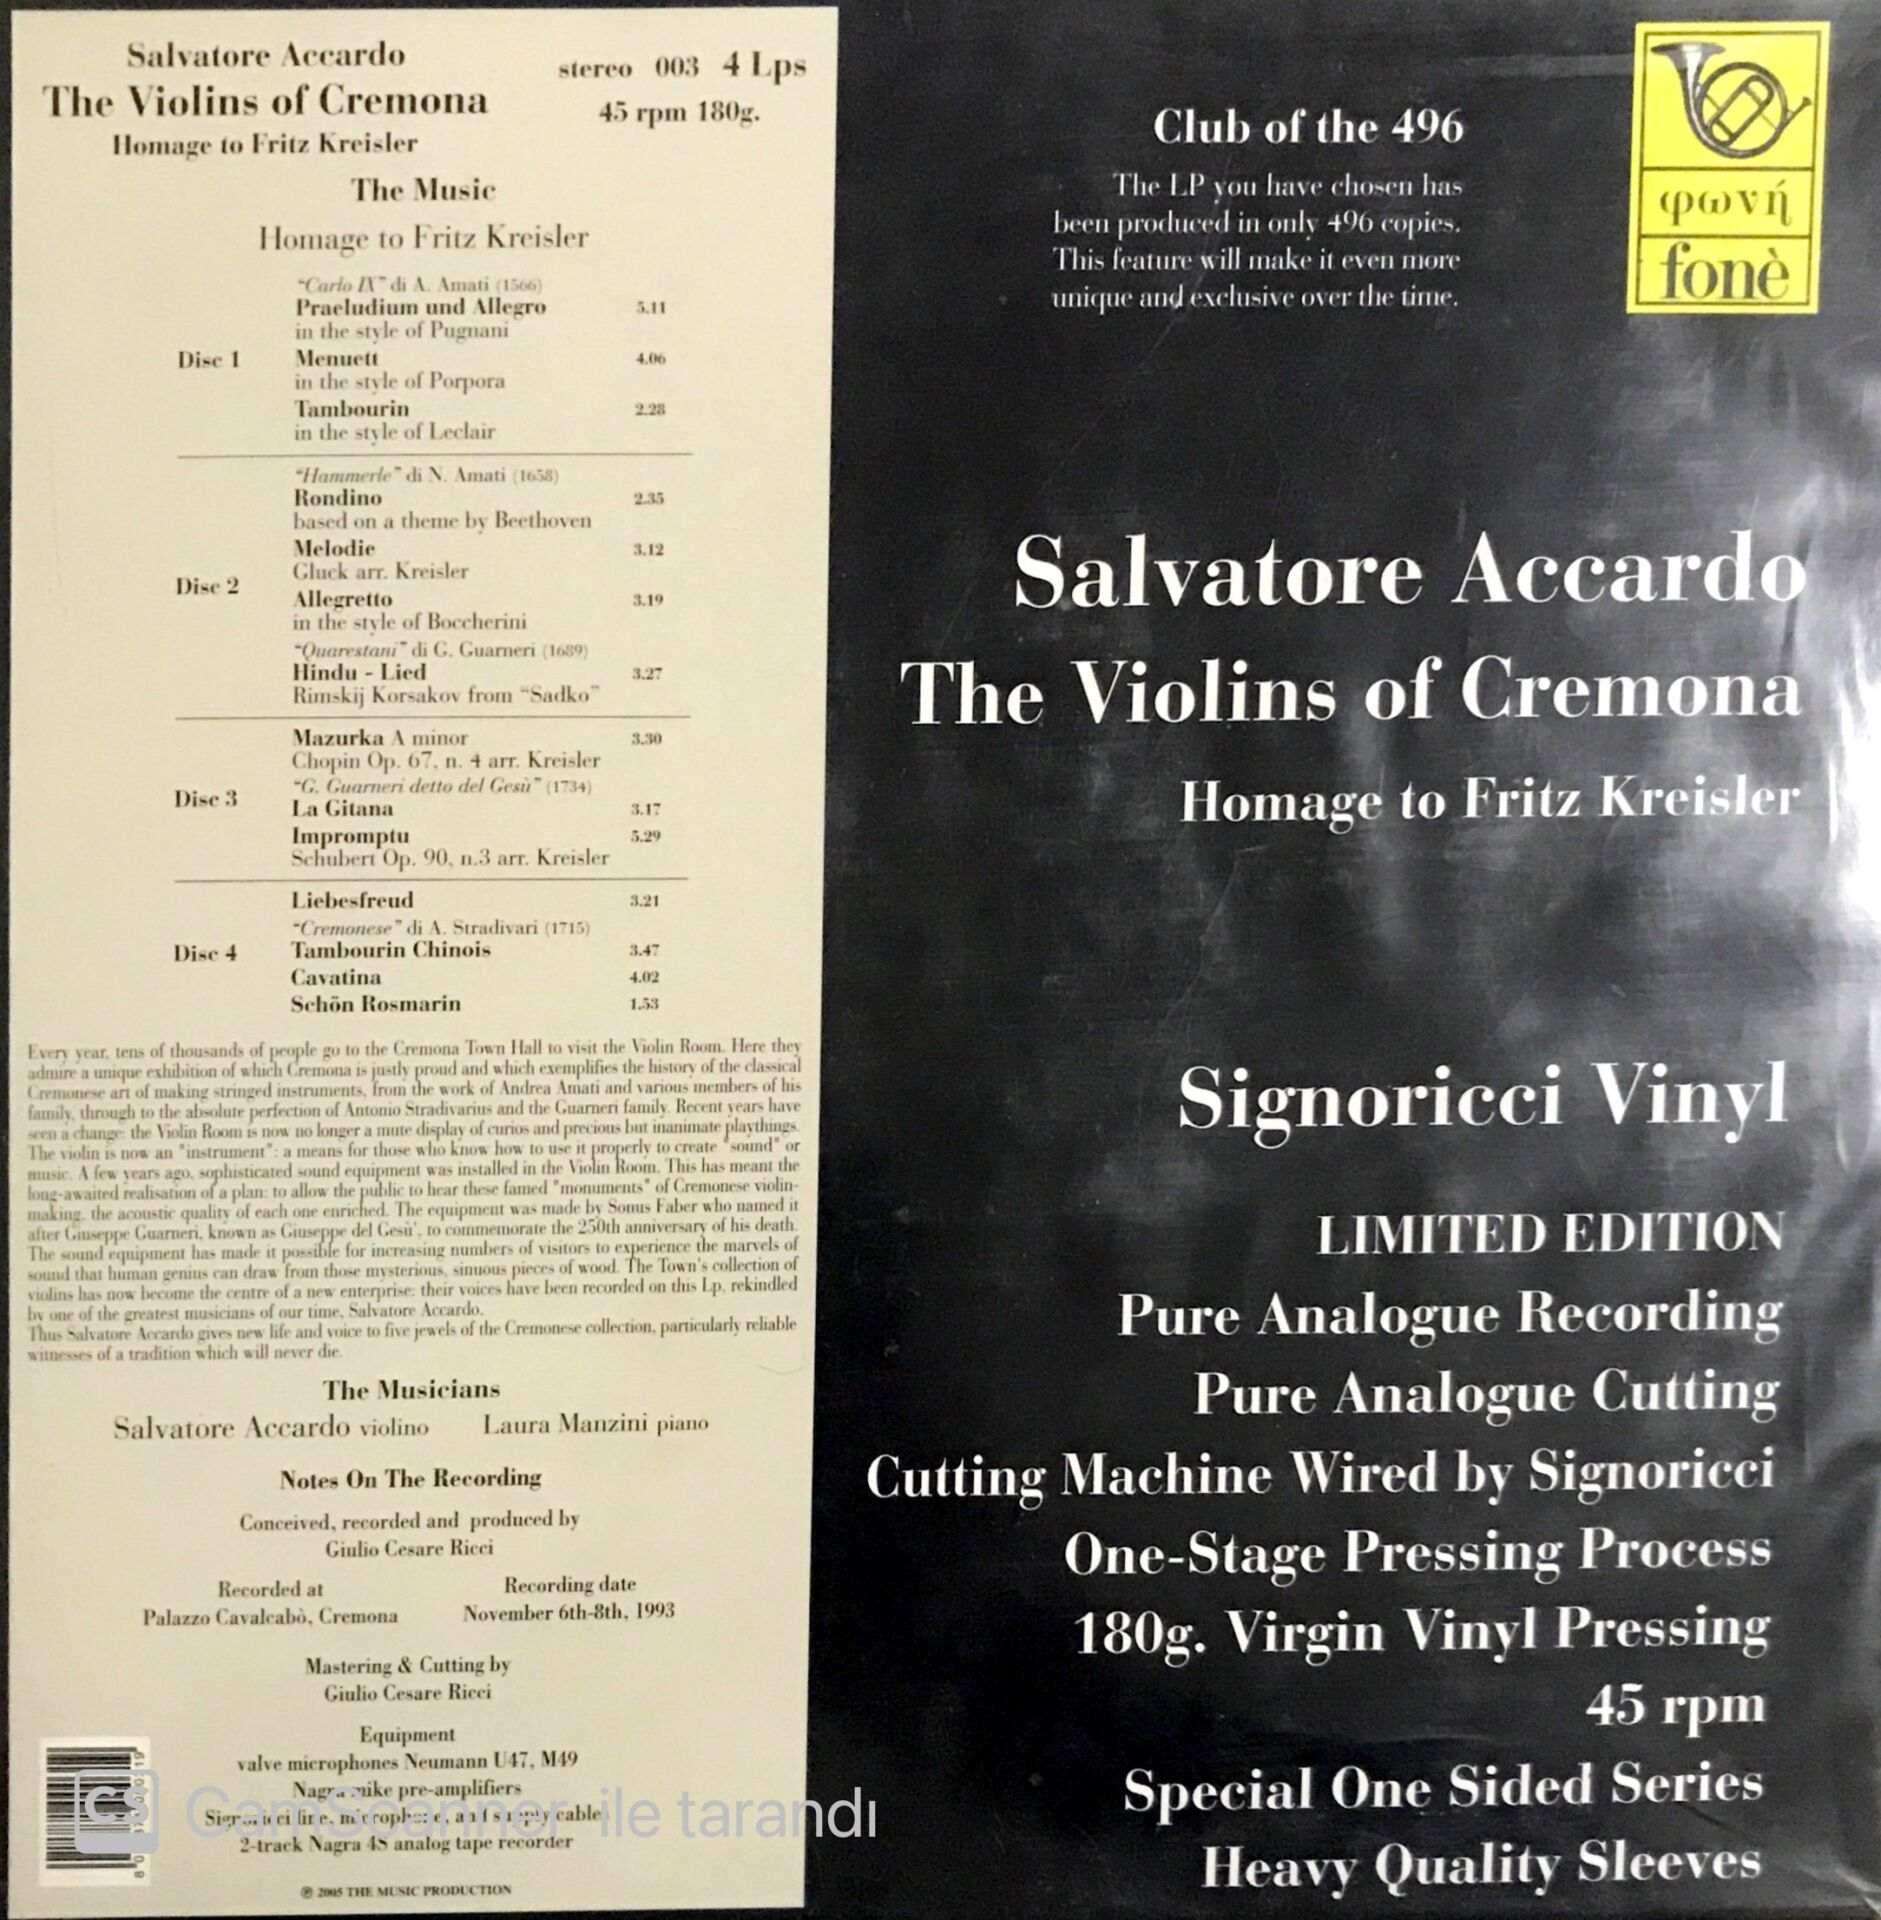 Salvatore Accardo
The Violins of Cremona
Homage to Fritz Kreisler
stereo 003 4 Lps
45 rpm 180g.
The Music
Homage to Fritz Kreisler
"Carlo IX" di A. Amati (1566)
Praeludium und Allegro 5.11
in the style of Pugnani
Disc 1 Menuett 4.06
in the style of Porpora
Tambourin 2.28
in the style of Leclair
"Hammerle" di N. Amati (1658)
Rondino 2.35
based on a theme by Beethoven
Melodie 3.12
Gluck arr. Kreisler
Disc 2
Allegretto 3.19
in the style of Boccherini
"Quarestani" di G. Guarneri (1689)
Hindu - Lied 3.27
Rimskij Korsakov from "Sadko"
Mazurka A minor 3.30
Chopin Op. 67, n. 4 arr. Kreisler
"G. Guarneri detto del Gesù" (1734)
Disc 3
La Gitana 3.17
Impromptu 5.29
Schubert Op. 90, n.3 arr. Kreisler
Liebesfreud 3.21
"Cremonese" di A. Stradivari (1715)
Disc 4 Tambourin Chinois 3.47
Cavatina 4.02
Schön Rosmarin 1.53
Every year, tens of thousands of people go to the Cremona Town Hall to visit the Violin Room. Here they
admire a unique exhibition of which Cremona is justly proud and which exemplifies the history of the classical
Cremonese art of making stringed instruments, from the work of Andrea Amati and various members of his
family, through to the absolute perfection of Antonio Stradivarius and the Guarneri family. Recent years have
seen a change: the Violin Room is now no longer a mute display of curios and precious but inanimate playthings.
The violin is now an "instrument": a means for those who know how to use it properly to create "sound" or
music. A few years ago, sophisticated sound equipment was installed in the Violin Room. This has meant the
long-awaited realisation of a plan: to allow the public to hear these famed "monuments" of Cremonese violin-
making, the acoustic quality of each one enriched. The equipment was made by Sonus Faber who named it
after Giuseppe Guarneri, known as Giuseppe del Gesu', to commemorate the 250th anniversary of his death.
The sound equipment has made it possible for increasing numbers of visitors to experience the marvels of
sound that human genius can draw from those mysterious, sinuous pieces of wood. The Town's collection of
violins has now become the centre of a new enterprise: their voices have been recorded on this Lp, rekindled
by one of the greatest musicians of our time, Salvatore Accardo.
Thus Salvatore Accardo gives new life and voice to five jewels of the Cremonese collection, particularly reliable
witnesses of a tradition which will never die.
The Musicians
Salvatore Accardo violino Laura Manzini piano
Notes On The Recording
Conceived, recorded and produced by
Giulio Cesare Ricci
Recorded at
Palazzo Cavalcabò, Cremona
Recording date
November 6th-8th, 1993
Mastering & Cutting by
Giulio Cesare Ricci
Equipment
valve microphones Neumann U47, M49
Nagra mike pre-amplifiers
Signoricci line, microphones, and supply cables
2-track Nagra 4S analog tape recorder
℗ 2005 THE MUSIC PRODUCTION
CS CamScanner ile tarandı
Club of the 496
The LP you have chosen has
been produced in only 496 copies.
This feature will make it even more
unique and exclusive over the time.
φωνή
fonè
Salvatore Accardo
The Violins of Cremona
Homage to Fritz Kreisler
Signoricci Vinyl
LIMITED EDITION
Pure Analogue Recording
Pure Analogue Cutting
Cutting Machine Wired by Signoricci
One-Stage Pressing Process
180g. Virgin Vinyl Pressing
45 rpm
Special One Sided Series
Heavy Quality Sleeves